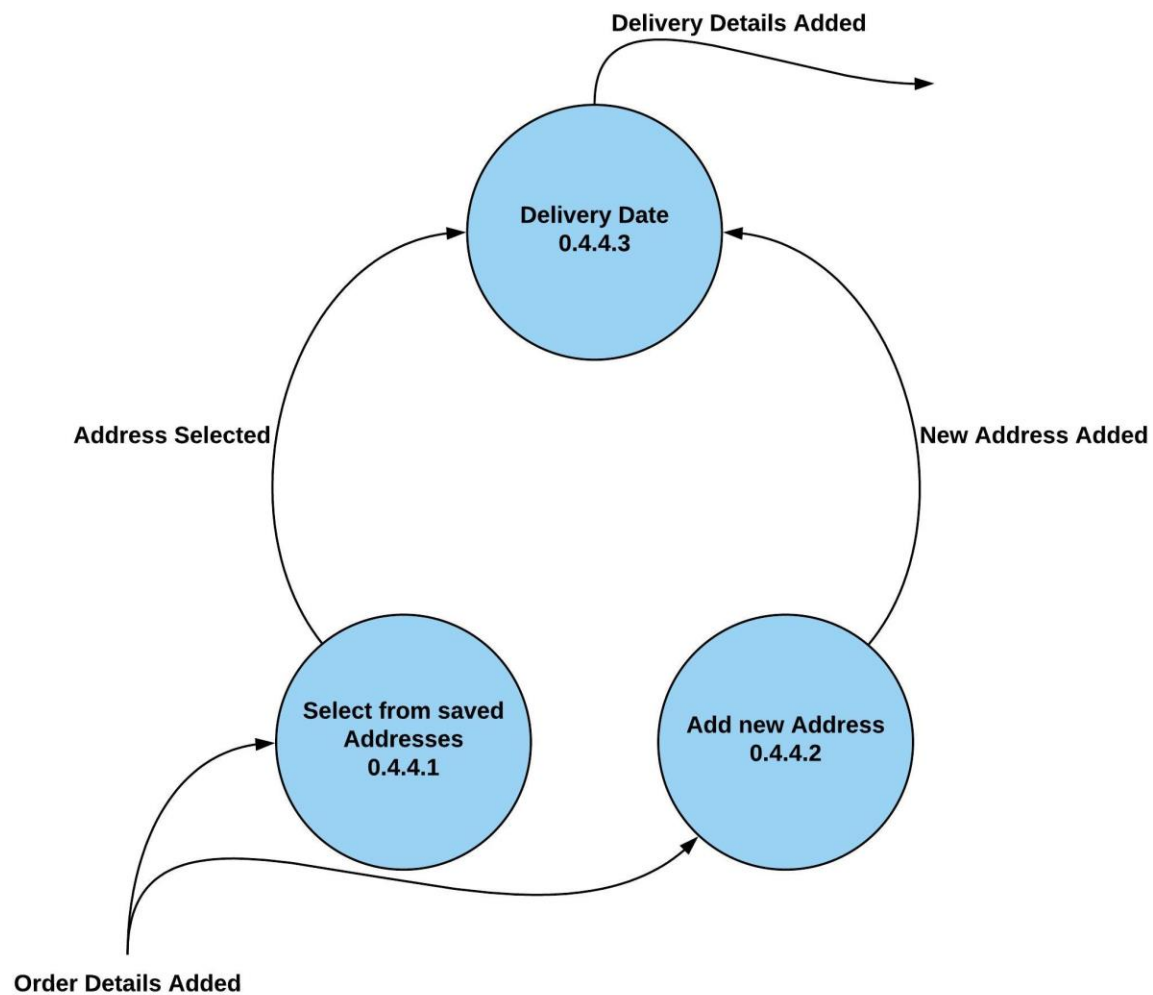 Delivery Details Added
Delivery Date
0.4.4.3
Address Selected
New Address Added
Select from saved
Addresses
0.4.4.1
Add new Address
0.4.4.2
Order Details Added